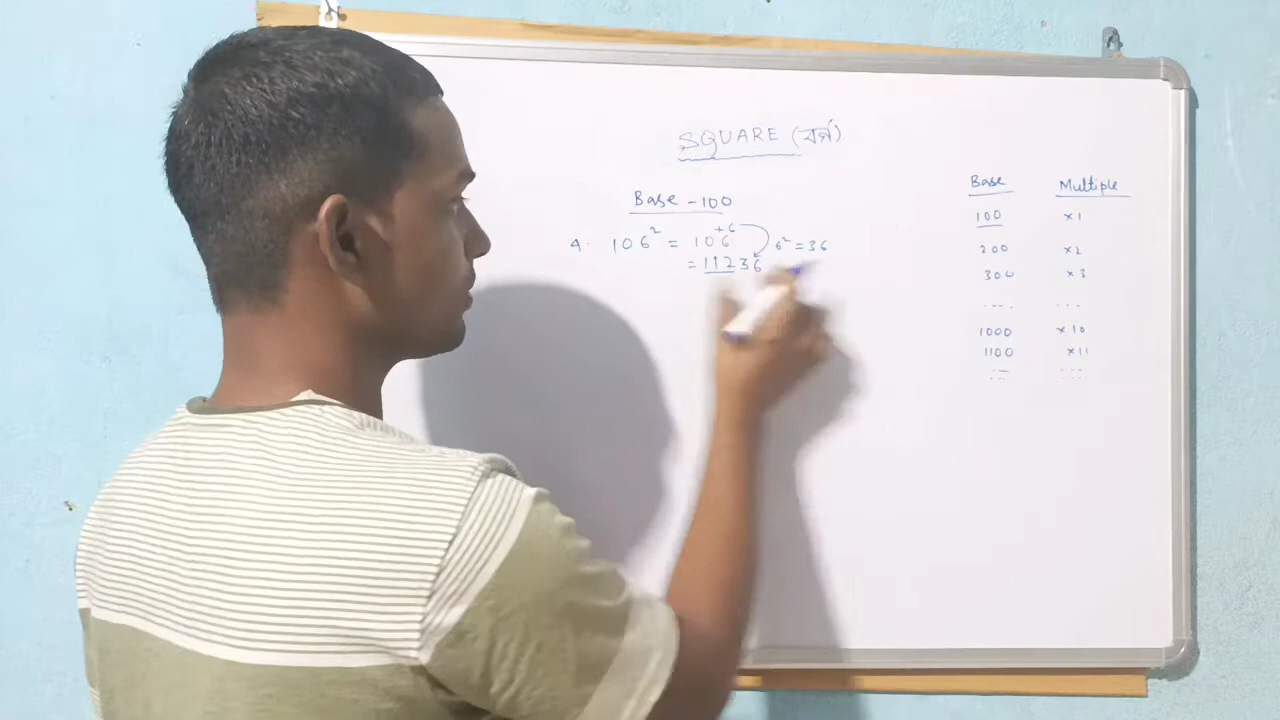 SQUARE (বর্গ)
Base - 100
+6
4. 106² = 106 6² = 36
= 11236
Base Multiple
100 ×1
200 ×2
300 ×3
.... ...
1000 ×10
1100 ×11
... ...